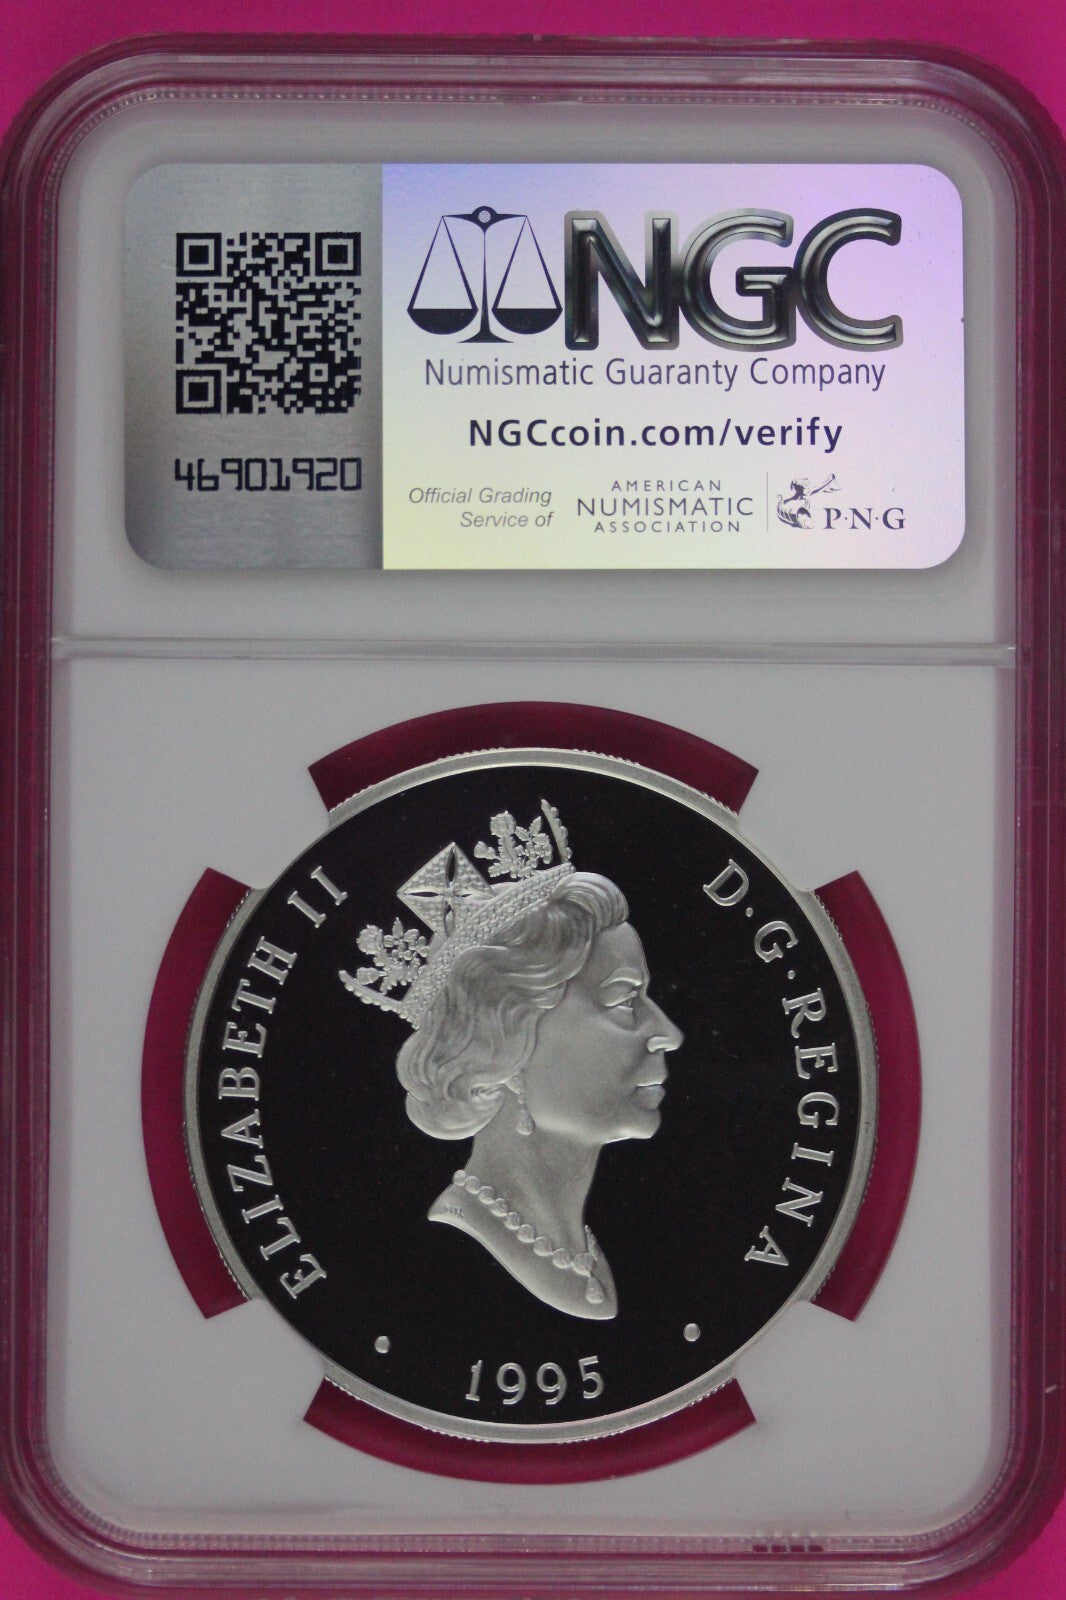 NGC
Numismatic Guaranty Company
NGCcoin.com/verify
46901920
Official Grading
Service of
AMERICAN
NUMISMATIC
ASSOCIATION
P·N·G
ELIZABETH II
D·G·REGINA
• 1995 •